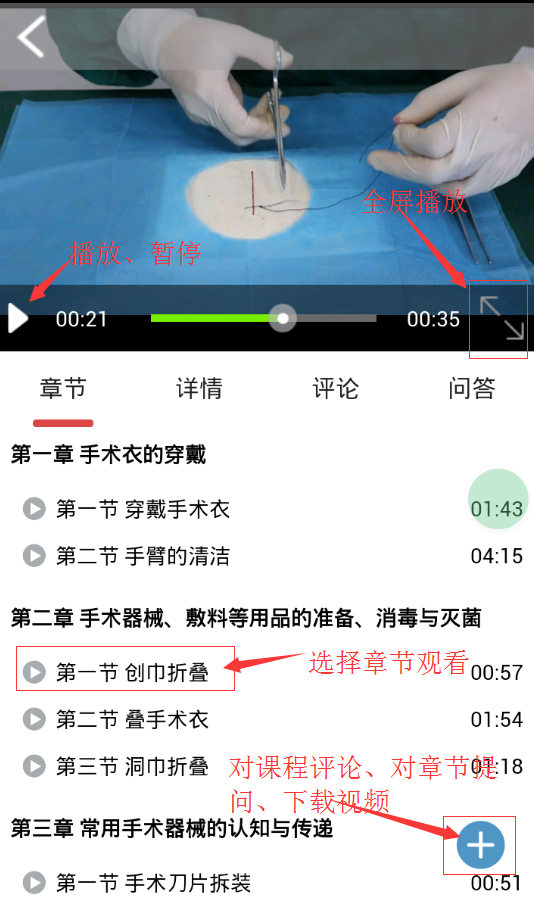 全屏播放
播放、暂停
00:21
00:35
章节
详情
评论
问答
第一章 手术衣的穿戴
第一节 穿戴手术衣
01:43
第二节 手臂的清洁
04:15
第二章 手术器械、敷料等用品的准备、消毒与灭菌
选择章节观看
第一节 创巾折叠
00:57
第二节 叠手术衣
01:54
第三节 洞巾折叠
01:18
对课程评论、对章节提
问、下载视频
第三章 常用手术器械的认知与传递
第一节 手术刀片拆装
00:51